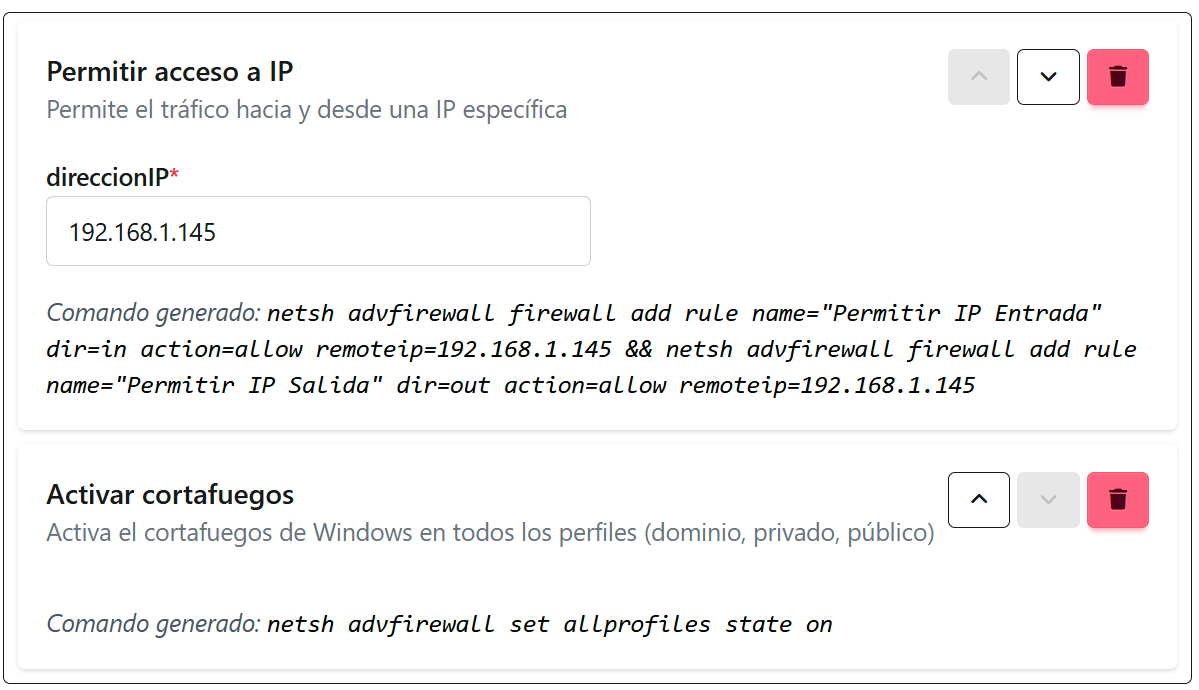 Permitir acceso a IP
Permite el tráfico hacia y desde una IP específica
direccionIP*
192.168.1.145
Comando generado: netsh advfirewall firewall add rule name="Permitir IP Entrada"
dir=in action=allow remoteip=192.168.1.145 && netsh advfirewall firewall add rule
name="Permitir IP Salida" dir=out action=allow remoteip=192.168.1.145
Activar cortafuegos
Activa el cortafuegos de Windows en todos los perfiles (dominio, privado, público)
Comando generado: netsh advfirewall set allprofiles state on